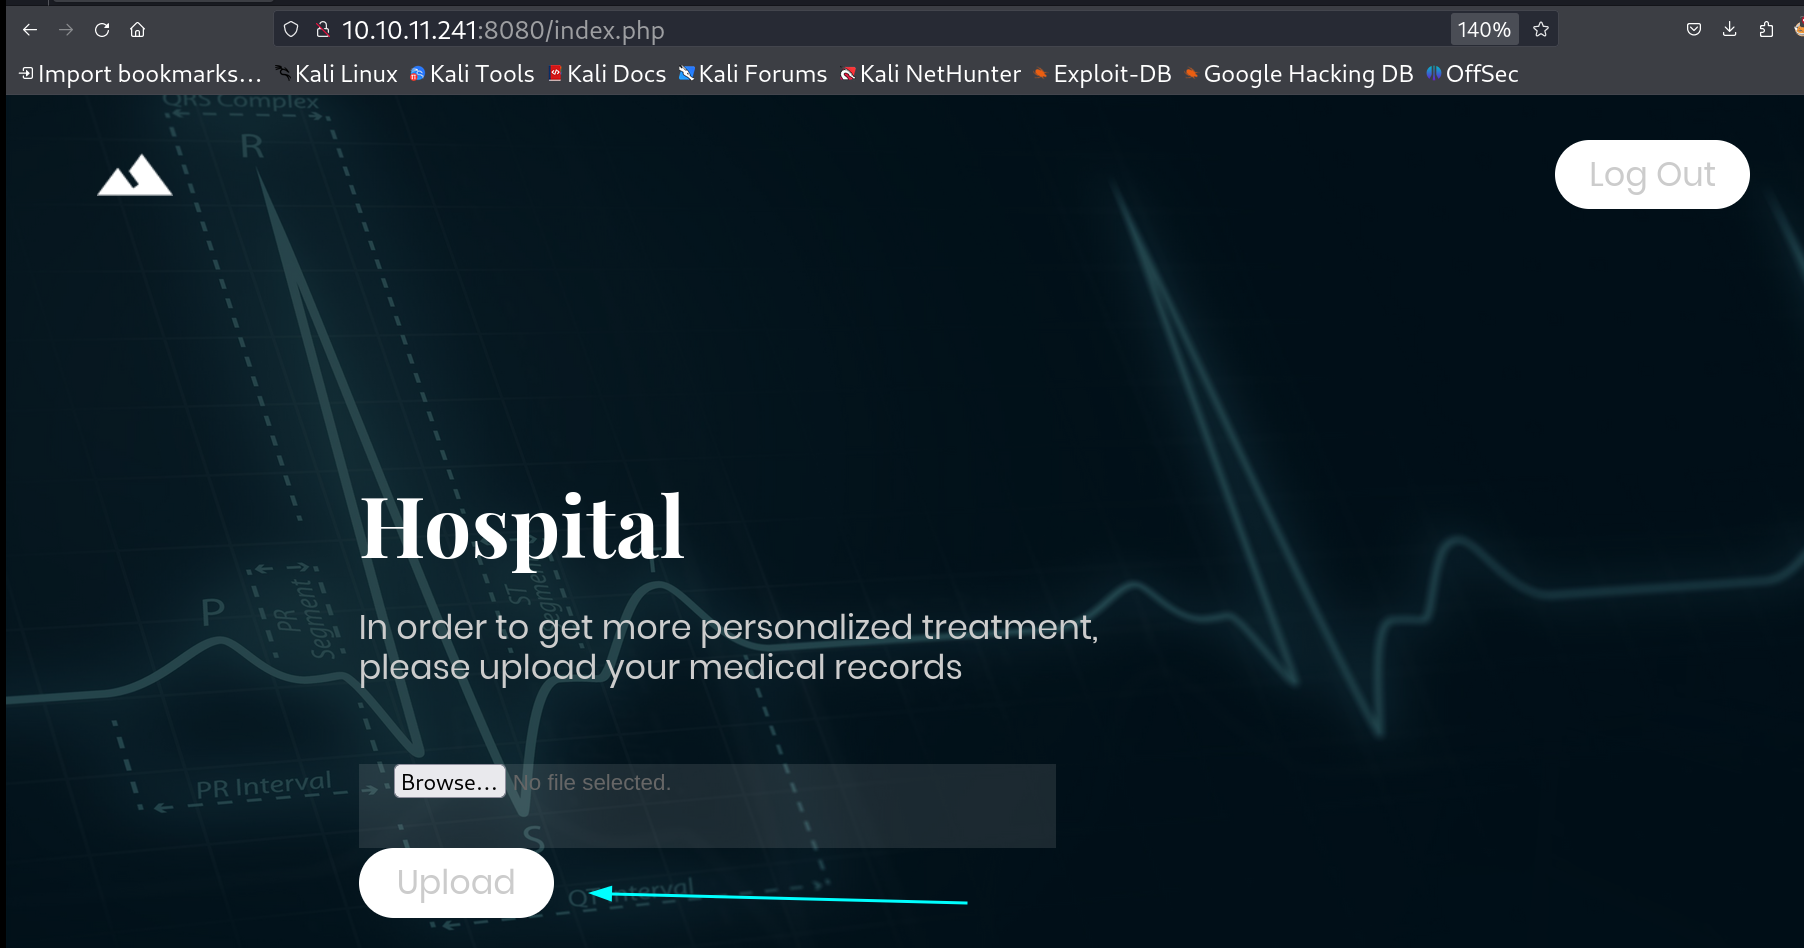 10.10.11.241:8080/index.php
140%
Import bookmarks...
Kali Linux
Kali Tools
Kali Docs
Kali Forums
Kali NetHunter
Exploit-DB
Google Hacking DB
OffSec
QRS Complex
R
Log Out
Hospital
P
PR
Segment
ST
Segment
T
In order to get more personalized treatment,
please upload your medical records
PR Interval
Browse...
No file selected.
S
Upload
QT Interval